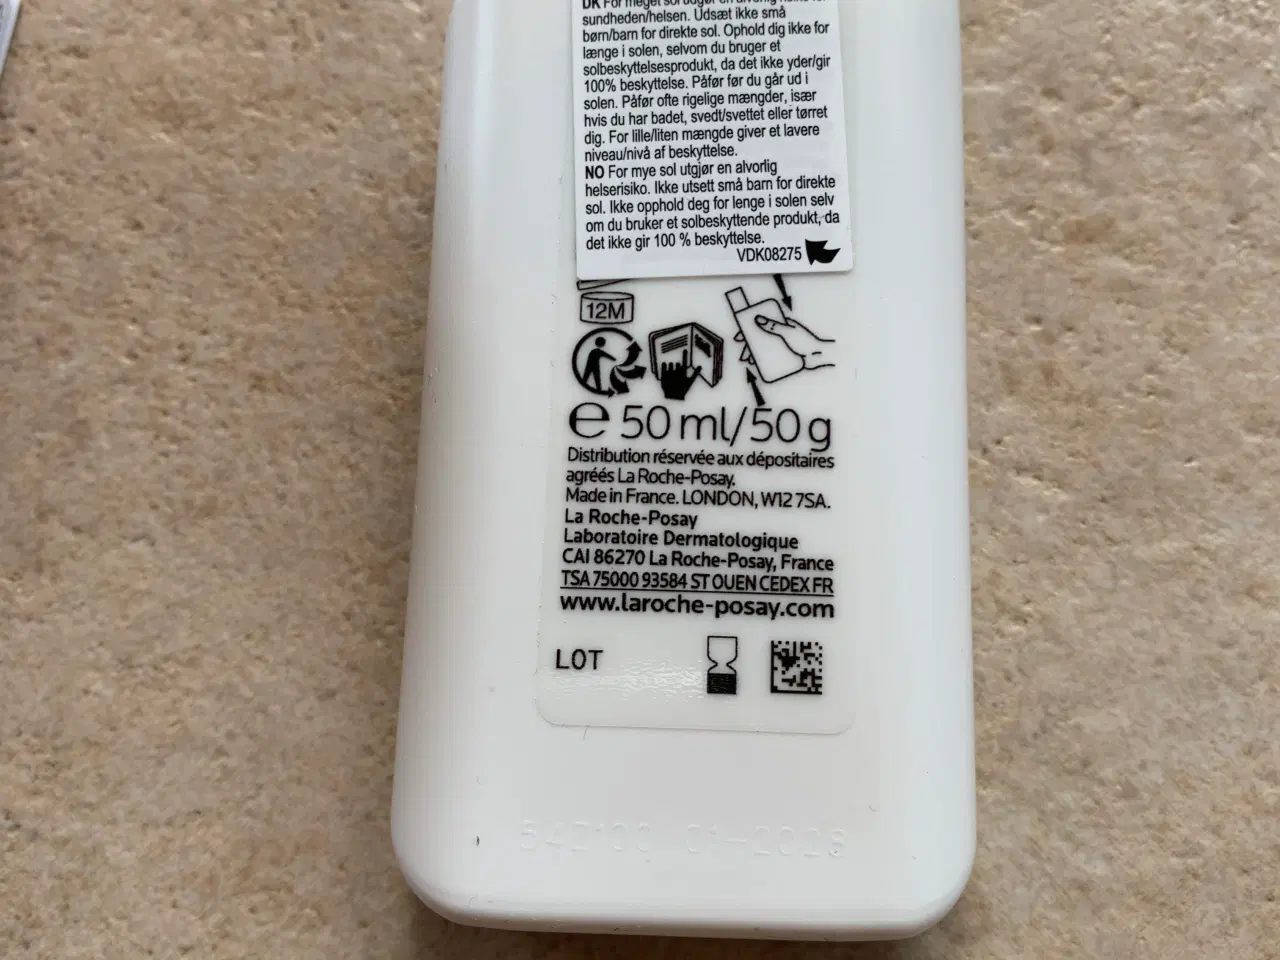 DK For meget sol udgør en alvorlig risiko for
sundheden/helsen. Udsæt ikke små
børn/barn for direkte sol. Ophold dig ikke for
længe i solen, selvom du bruger et
solbeskyttelsesprodukt, da det ikke yder/gir
100% beskyttelse. Påfør før du går ud i
solen. Påfør ofte rigelige mængder, især
hvis du har badet, svedt/svettet eller tørret
dig. For lille/liten mængde giver et lavere
niveau/nivå af beskyttelse.
NO For mye sol utgjør en alvorlig
helserisiko. Ikke utsett små barn for direkte
sol. Ikke opphold deg for lenge i solen selv
om du bruker et solbeskyttende produkt, da
det ikke gir 100 % beskyttelse.
VDK08275
12M
e 50 ml/50 g
Distribution réservée aux dépositaires
agréés La Roche-Posay.
Made in France. LONDON, W12 7SA.
La Roche-Posay
Laboratoire Dermatologique
CAI 86270 La Roche-Posay, France
TSA 75000 93584 ST OUEN CEDEX FR
www.laroche-posay.com
LOT
01-2028